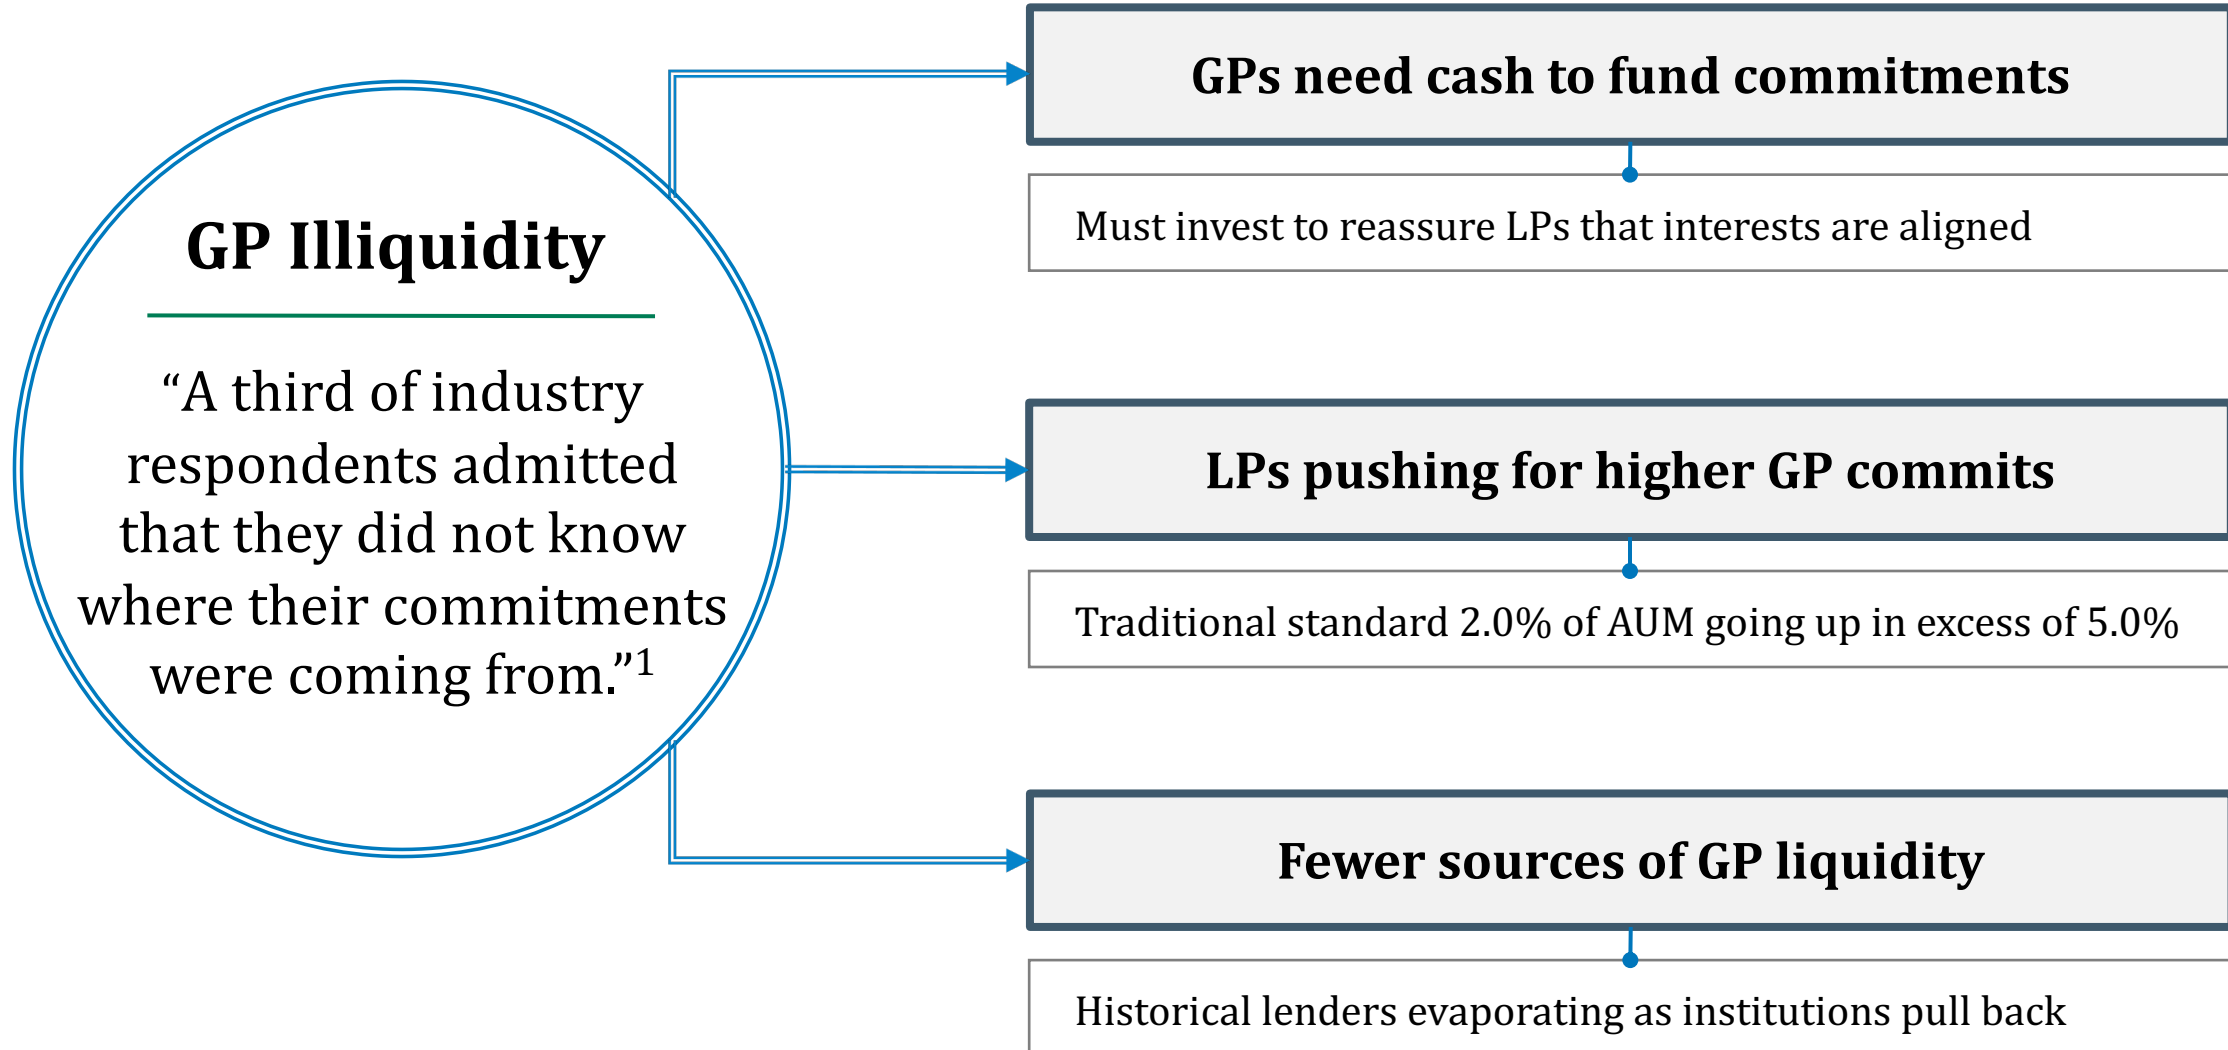 GP Illiquidity
“A third of industry
respondents admitted
that they did not know
where their commitments
were coming from.”1
GPs need cash to fund commitments
Must invest to reassure LPs that interests are aligned
LPs pushing for higher GP commits
Traditional standard 2.0% of AUM going up in excess of 5.0%
Fewer sources of GP liquidity
Historical lenders evaporating as institutions pull back